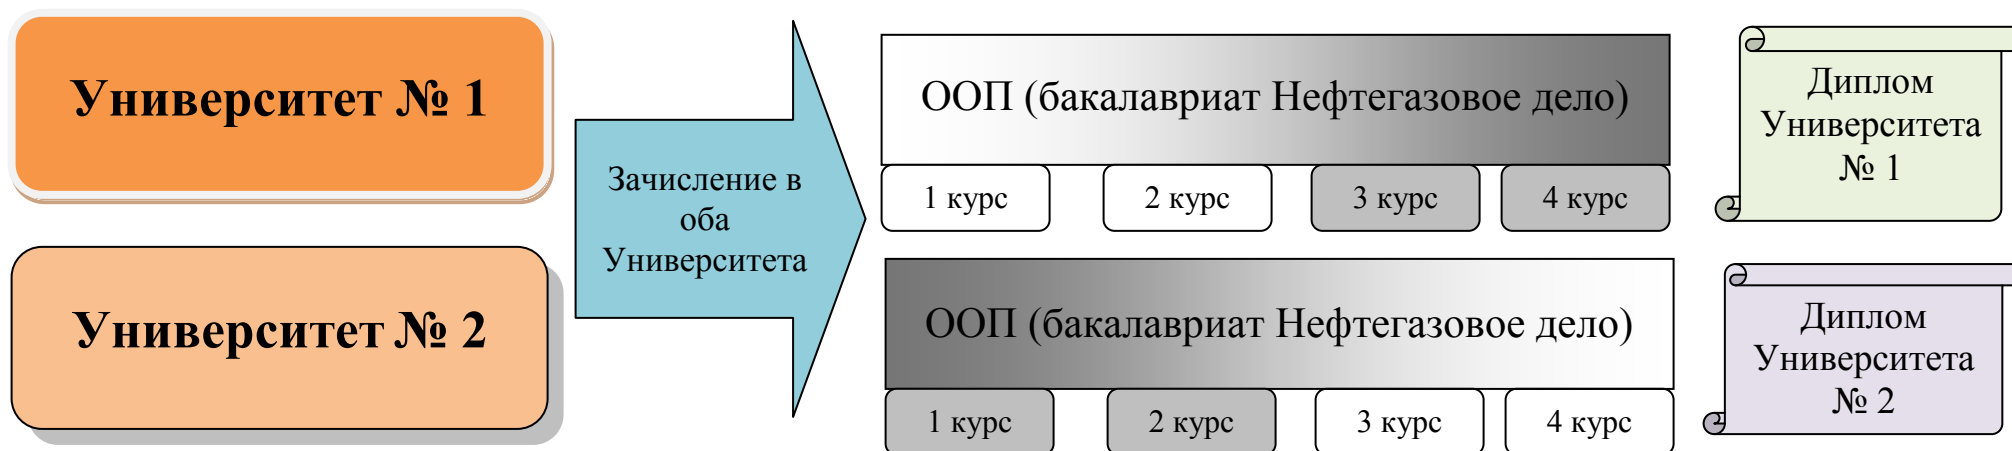 Университет № 1
Университет № 2
Зачисление в
оба
Университета
ООП (бакалавриат Нефтегазовое дело)
1 курс
2 курс
3 курс
4 курс
Диплом
Университета
№ 1
ООП (бакалавриат Нефтегазовое дело)
1 курс
2 курс
3 курс
4 курс
Диплом
Университета
№ 2